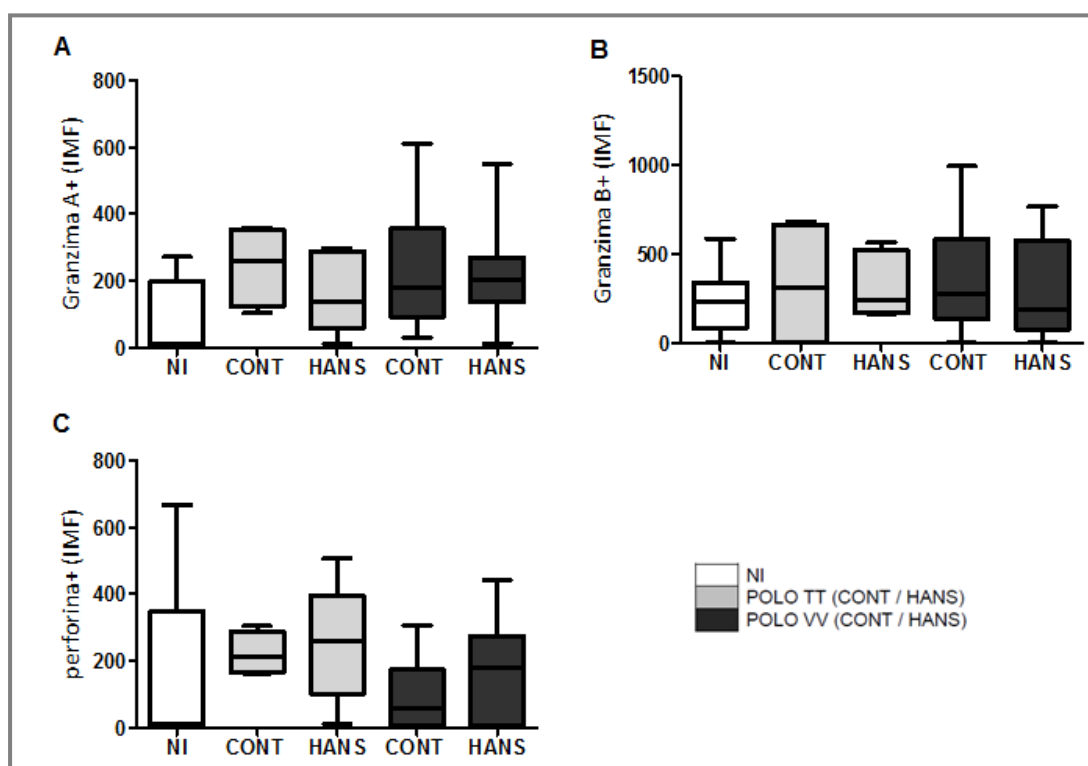 A
Granzima A+ (IMF)
800
600
400
200
0
NI CONT HANS CONT HANS
B
Granzima B+ (IMF)
1500
1000
500
0
NI CONT HANS CONT HANS
C
perforina+ (IMF)
800
600
400
200
0
NI CONT HANS CONT HANS
NI
POLO TT (CONT / HANS)
POLO VV (CONT / HANS)